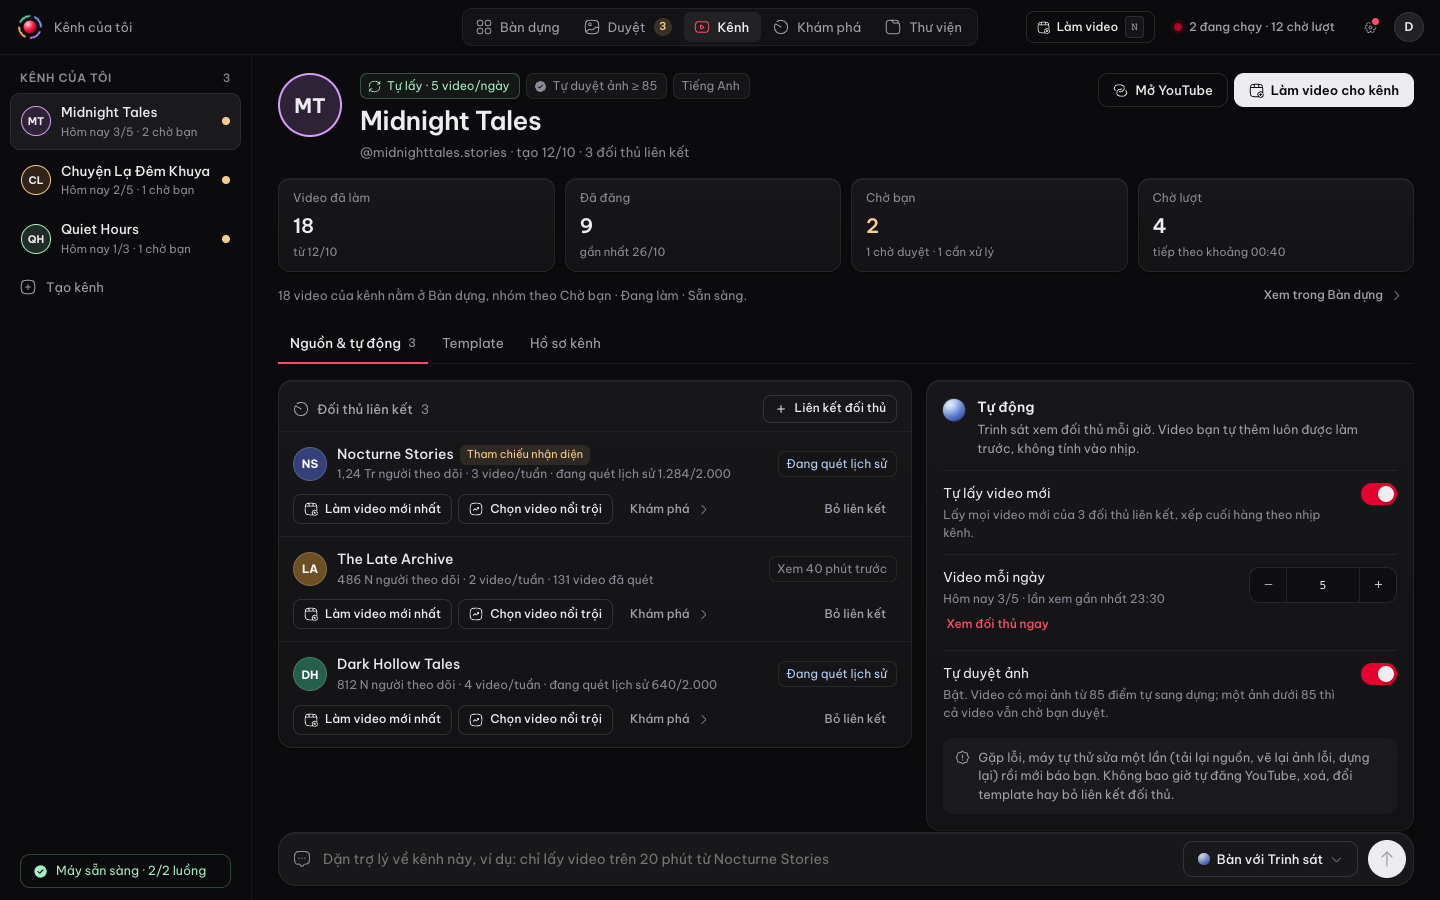 Kênh của tôi
Bàn dựng
Duyệt 3
Kênh
Khám phá
Thư viện
Làm video N
2 đang chạy · 12 chờ lượt
D
KÊNH CỦA TÔI 3
MT
Midnight Tales
Hôm nay 3/5 · 2 chờ bạn
CL
Chuyện Lạ Đêm Khuya
Hôm nay 2/5 · 1 chờ bạn
QH
Quiet Hours
Hôm nay 1/3 · 1 chờ bạn
Tạo kênh
Máy sẵn sàng · 2/2 luồng
MT
Tự lấy · 5 video/ngày
Tự duyệt ảnh ≥ 85
Tiếng Anh
Midnight Tales
@midnighttales.stories · tạo 12/10 · 3 đối thủ liên kết
Mở YouTube
Làm video cho kênh
Video đã làm
18
từ 12/10
Đã đăng
9
gần nhất 26/10
Chờ bạn
2
1 chờ duyệt · 1 cần xử lý
Chờ lượt
4
tiếp theo khoảng 00:40
18 video của kênh nằm ở Bàn dựng, nhóm theo Chờ bạn · Đang làm · Sẵn sàng.
Xem trong Bàn dựng
Nguồn & tự động 3
Template
Hồ sơ kênh
Đối thủ liên kết 3
Liên kết đối thủ
NS
Nocturne Stories
Tham chiếu nhận diện
1,24 Tr người theo dõi · 3 video/tuần · đang quét lịch sử 1.284/2.000
Đang quét lịch sử
Làm video mới nhất
Chọn video nổi trội
Khám phá
Bỏ liên kết
LA
The Late Archive
486 N người theo dõi · 2 video/tuần · 131 video đã quét
Xem 40 phút trước
Làm video mới nhất
Chọn video nổi trội
Khám phá
Bỏ liên kết
DH
Dark Hollow Tales
812 N người theo dõi · 4 video/tuần · đang quét lịch sử 640/2.000
Đang quét lịch sử
Làm video mới nhất
Chọn video nổi trội
Khám phá
Bỏ liên kết
Tự động
Trinh sát xem đối thủ mỗi giờ. Video bạn tự thêm luôn được làm
trước, không tính vào nhịp.
Tự lấy video mới
Lấy mọi video mới của 3 đối thủ liên kết, xếp cuối hàng theo nhịp
kênh.
Video mỗi ngày
Hôm nay 3/5 · lần xem gần nhất 23:30
− 5 +
Xem đối thủ ngay
Tự duyệt ảnh
Bật. Video có mọi ảnh từ 85 điểm tự sang dựng; một ảnh dưới 85 thì
cả video vẫn chờ bạn duyệt.
Gặp lỗi, máy tự thử sửa một lần (tải lại nguồn, vẽ lại ảnh lỗi, dựng
lại) rồi mới báo bạn. Không bao giờ tự đăng YouTube, xoá, đổi
template hay bỏ liên kết đối thủ.
Dặn trợ lý về kênh này, ví dụ: chỉ lấy video trên 20 phút từ Nocturne Stories
Bàn với Trinh sát